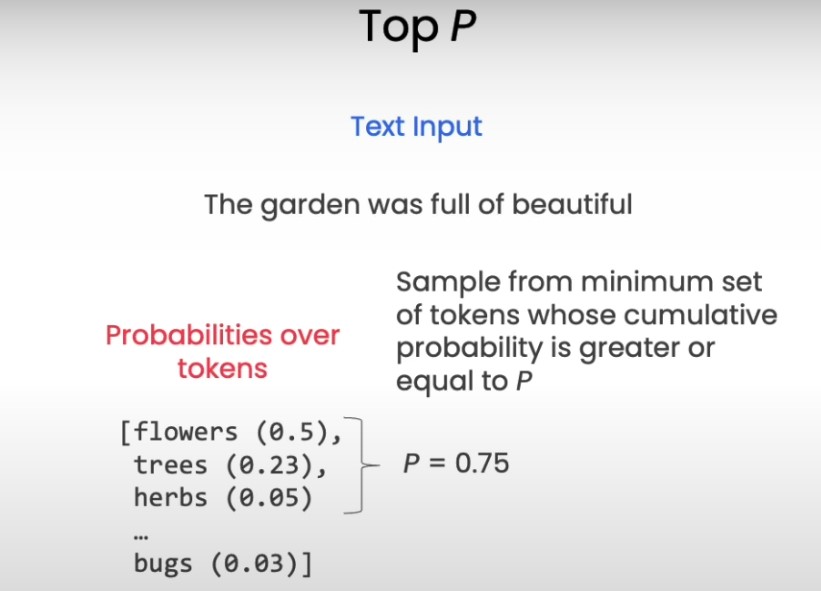 Top P
Text Input
The garden was full of beautiful
Sample from minimum set
of tokens whose cumulative
probability is greater or
equal to P
Probabilities over
tokens
[flowers (0.5),
trees (0.23),
herbs (0.05)
...
bugs (0.03)]
P = 0.75